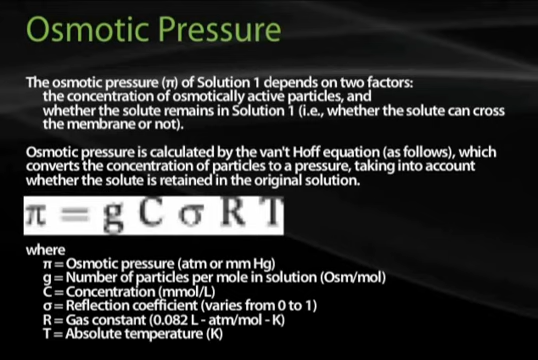 Osmotic Pressure
The osmotic pressure (π) of Solution 1 depends on two factors:
the concentration of osmotically active particles, and
whether the solute remains in Solution 1 (i.e., whether the solute can cross
the membrane or not).
Osmotic pressure is calculated by the van't Hoff equation (as follows), which
converts the concentration of particles to a pressure, taking into account
whether the solute is retained in the original solution.
π = g C σ R T
where
π = Osmotic pressure (atm or mm Hg)
g = Number of particles per mole in solution (Osm/mol)
C = Concentration (mmol/L)
σ = Reflection coefficient (varies from 0 to 1)
R = Gas constant (0.082 L - atm/mol - K)
T = Absolute temperature (K)